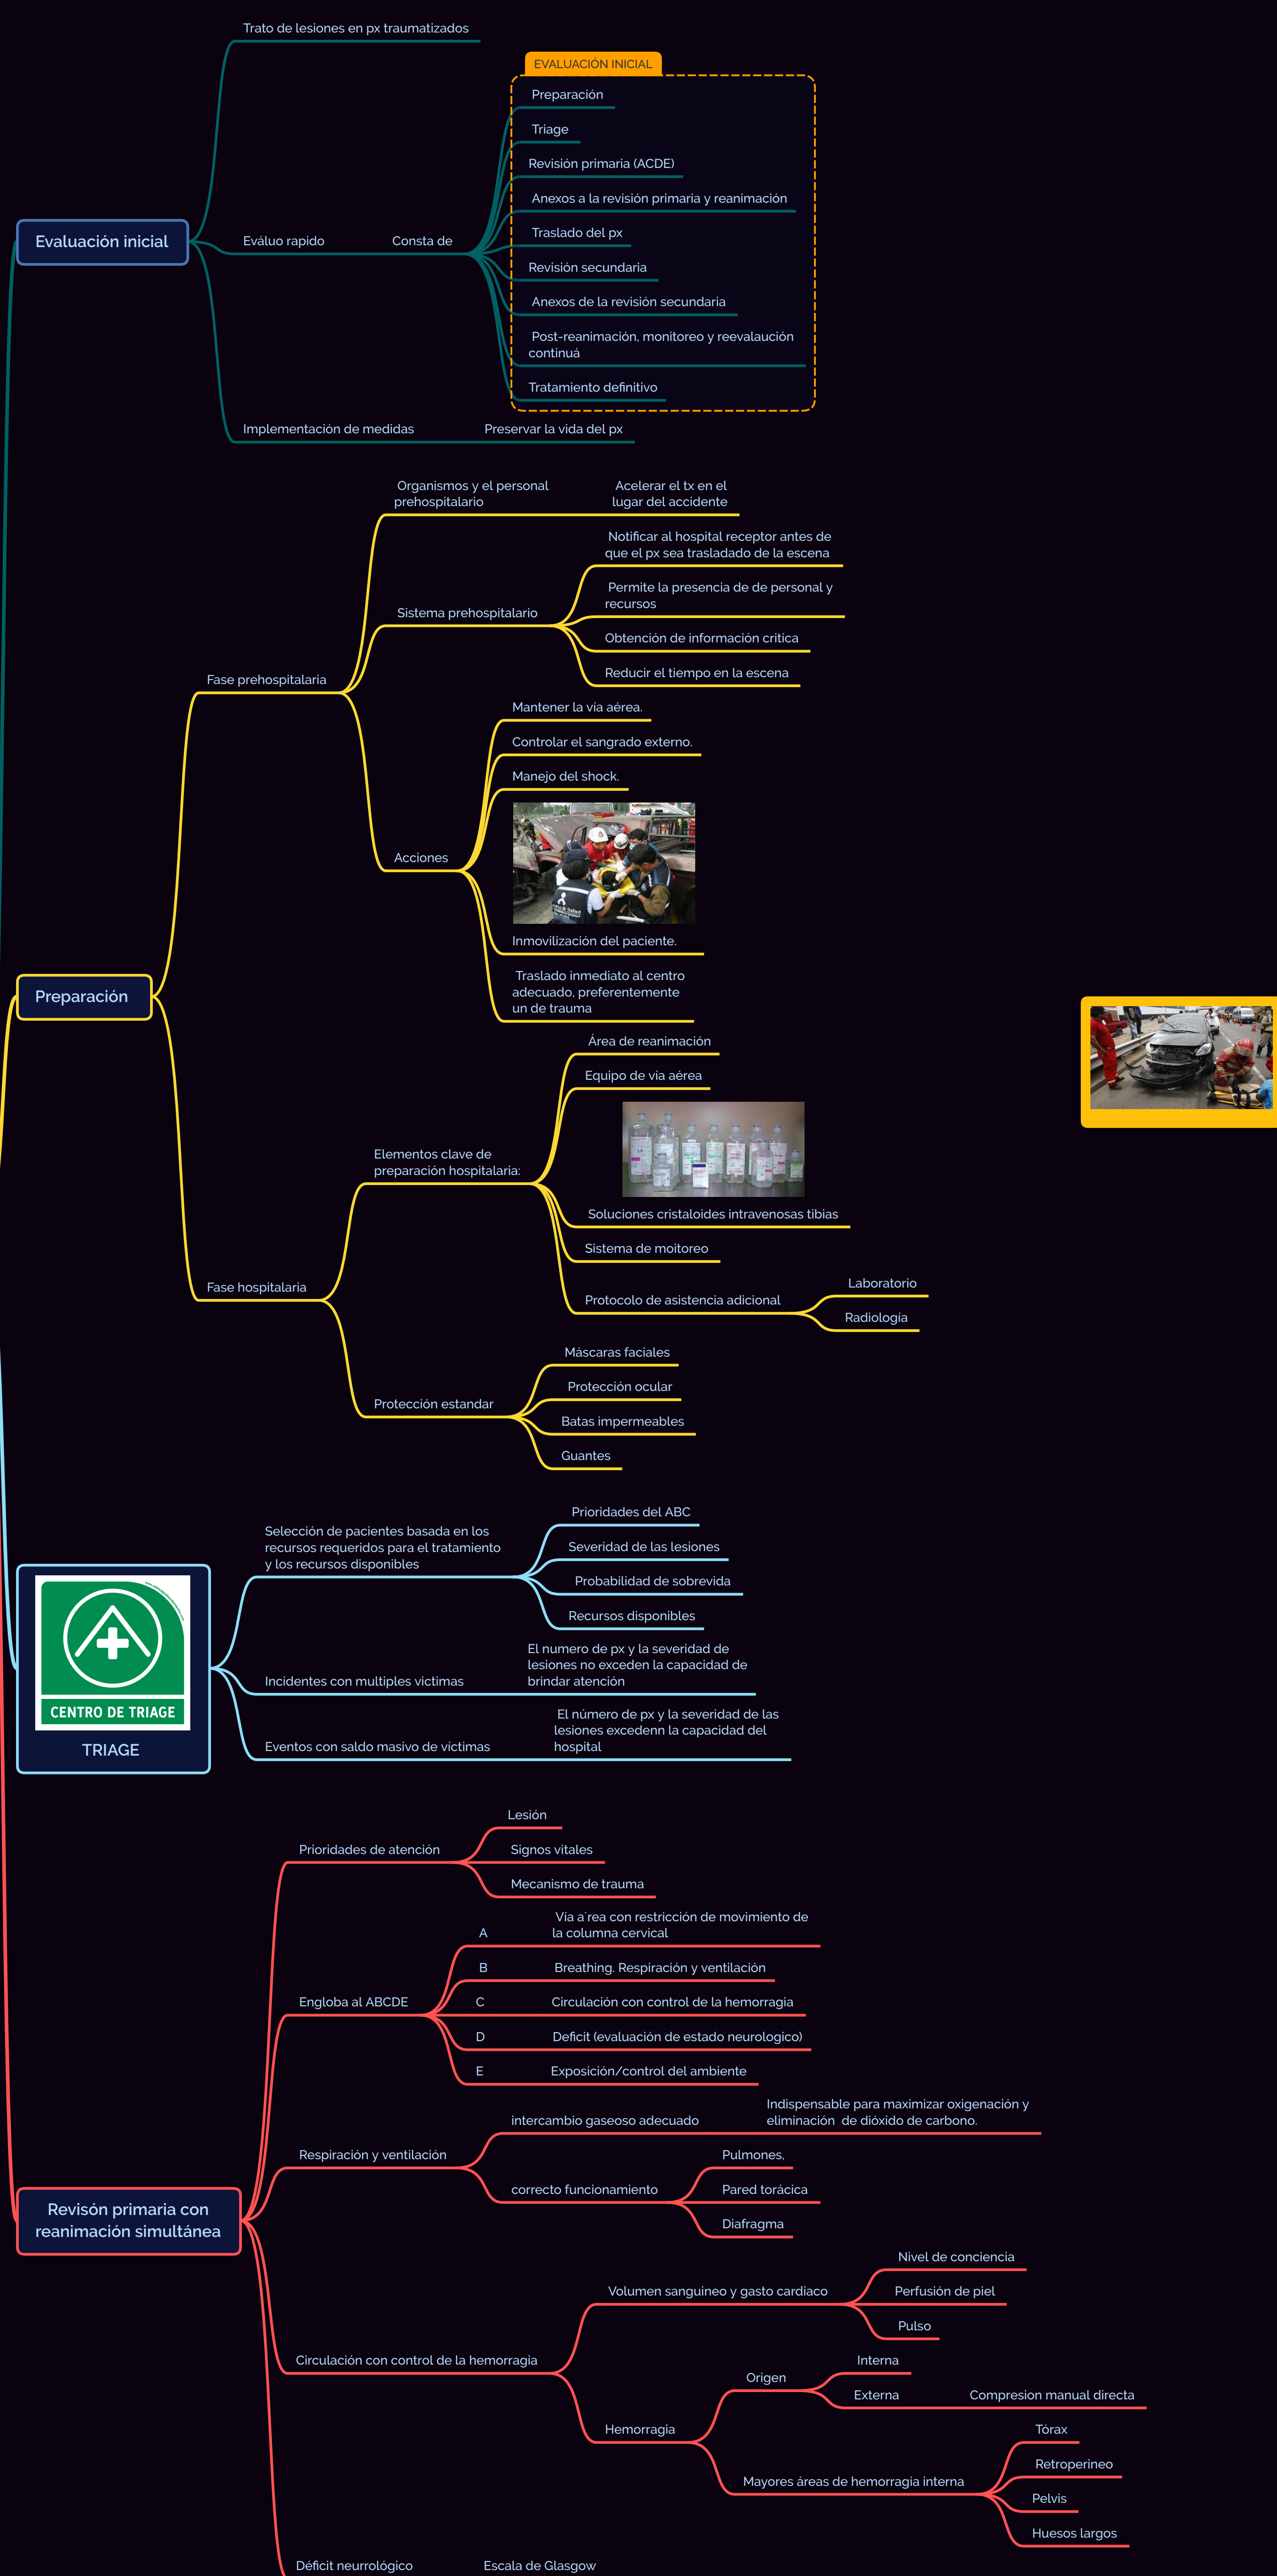 Trato de lesiones en px traumatizados
EVALUACIÓN INICIAL
Preparación
Triage
Revisión primaria (ACDE)
Anexos a la revisión primaria y reanimación
Evaluación inicial
Eváluo rapido
Consta de
Traslado del px
Revisión secundaria
Anexos de la revisión secundaria
Post-reanimación, monitoreo y reevalaución
continuá
Tratamiento definitivo
Implementación de medidas
Preservar la vida del px
Organismos y el personal
prehospitalario
Acelerar el tx en el
lugar del accidente
Notificar al hospital receptor antes de
que el px sea trasladado de la escena
Permite la presencia de de personal y
recursos
Sistema prehospitalario
Obtención de información critica
Reducir el tiempo en la escena
Fase prehospitalaria
Mantener la vía aérea.
Controlar el sangrado externo.
Manejo del shock.
Acciones
Inmovilización del paciente.
Traslado inmediato al centro
adecuado, preferentemente
un de trauma
Preparación
Área de reanimación
Equipo de vía aérea
Elementos clave de
preparación hospitalaria:
Soluciones cristaloides intravenosas tibias
Sistema de moitoreo
Fase hospitalaria
Protocolo de asistencia adicional
Laboratorio
Radiología
Máscaras faciales
Protección ocular
Protección estandar
Batas impermeables
Guantes
Selección de pacientes basada en los
recursos requeridos para el tratamiento
y los recursos disponibles
Prioridades del ABC
Severidad de las lesiones
Probabilidad de sobrevida
Recursos disponibles
CENTRO DE TRIAGE
TRIAGE
Incidentes con multiples victimas
El numero de px y la severidad de
lesiones no exceden la capacidad de
brindar atención
Eventos con saldo masivo de víctimas
El número de px y la severidad de las
lesiones excedenn la capacidad del
hospital
Prioridades de atención
Lesión
Signos vitales
Mecanismo de trauma
Engloba al ABCDE
A
Vía a´rea con restricción de movimiento de
la columna cervical
B
Breathing. Respiración y ventilación
C
Circulación con control de la hemorragia
D
Deficit (evaluación de estado neurologico)
E
Exposición/control del ambiente
Respiración y ventilación
intercambio gaseoso adecuado
Indispensable para maximizar oxigenación y
eliminación  de dióxido de carbono.
correcto funcionamiento
Pulmones,
Pared torácica
Diafragma
Revisón primaria con
reanimación simultánea
Circulación con control de la hemorragia
Volumen sanguineo y gasto cardiaco
Nivel de conciencia
Perfusión de piel
Pulso
Hemorragia
Origen
Interna
Externa
Compresion manual directa
Mayores áreas de hemorragia interna
Tórax
Retroperineo
Pelvis
Huesos largos
Déficit neurrológico
Escala de Glasgow